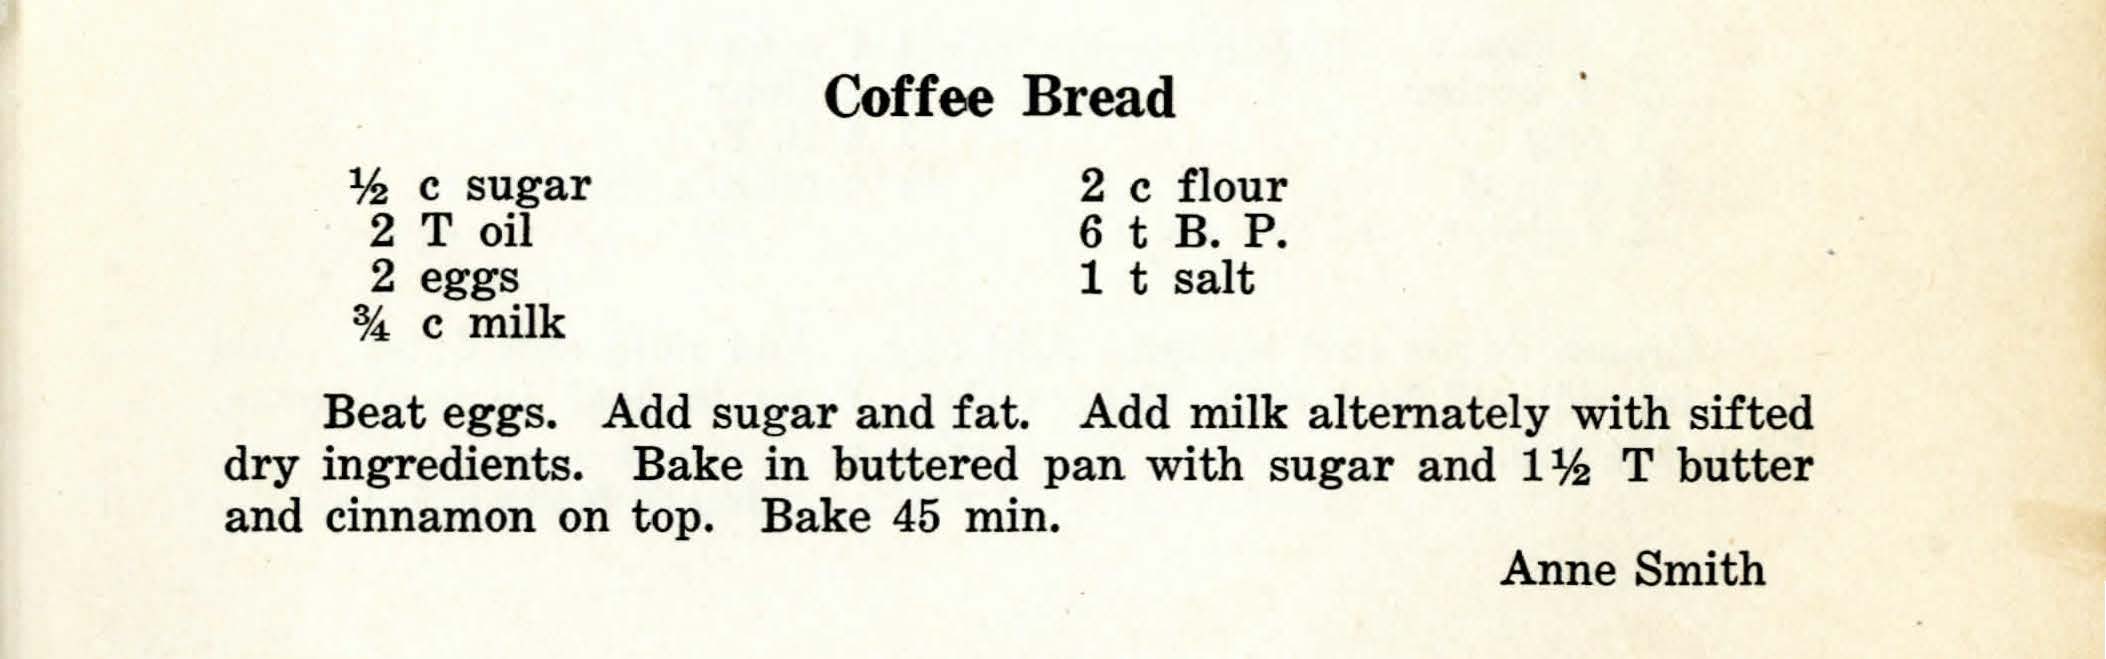 Coffee Bread
½ c sugar
2 T oil
2 eggs
¾ c milk
2 c flour
6 t B. P.
1 t salt
Beat eggs. Add sugar and fat. Add milk alternately with sifted
dry ingredients. Bake in buttered pan with sugar and 1½ T butter
and cinnamon on top. Bake 45 min.
Anne Smith